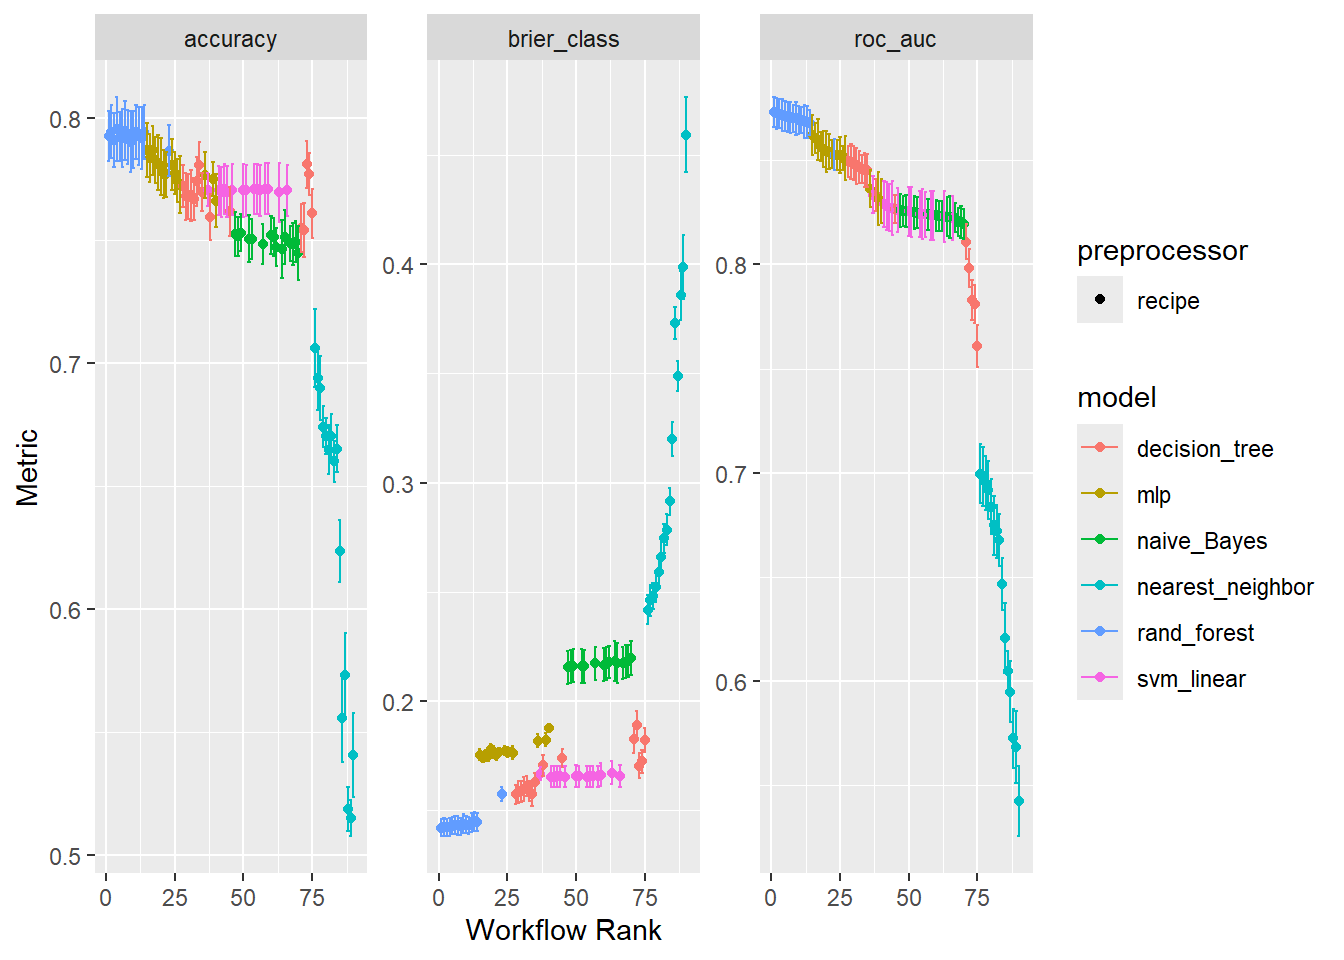 accuracy
brier_class
roc_auc
Metric
0.8
0.7
0.6
0.5
0.4
0.3
0.2
0.8
0.7
0.6
0 25 50 75
0 25 50 75
0 25 50 75
Workflow Rank
preprocessor
recipe
model
decision_tree
mlp
naive_Bayes
nearest_neighbor
rand_forest
svm_linear